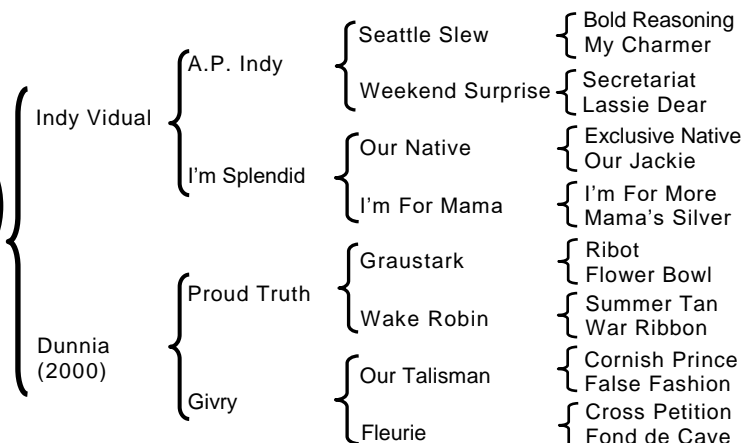 Indy Vidual
Dunnia
(2000)
A.P. Indy
I'm Splendid
Proud Truth
Givry
Seattle Slew
Weekend Surprise
Our Native
I'm For Mama
Graustark
Wake Robin
Our Talisman
Fleurie
Bold Reasoning
My Charmer
Secretariat
Lassie Dear
Exclusive Native
Our Jackie
I'm For More
Mama's Silver
Ribot
Flower Bowl
Summer Tan
War Ribbon
Cornish Prince
False Fashion
Cross Petition
Fond de Cave